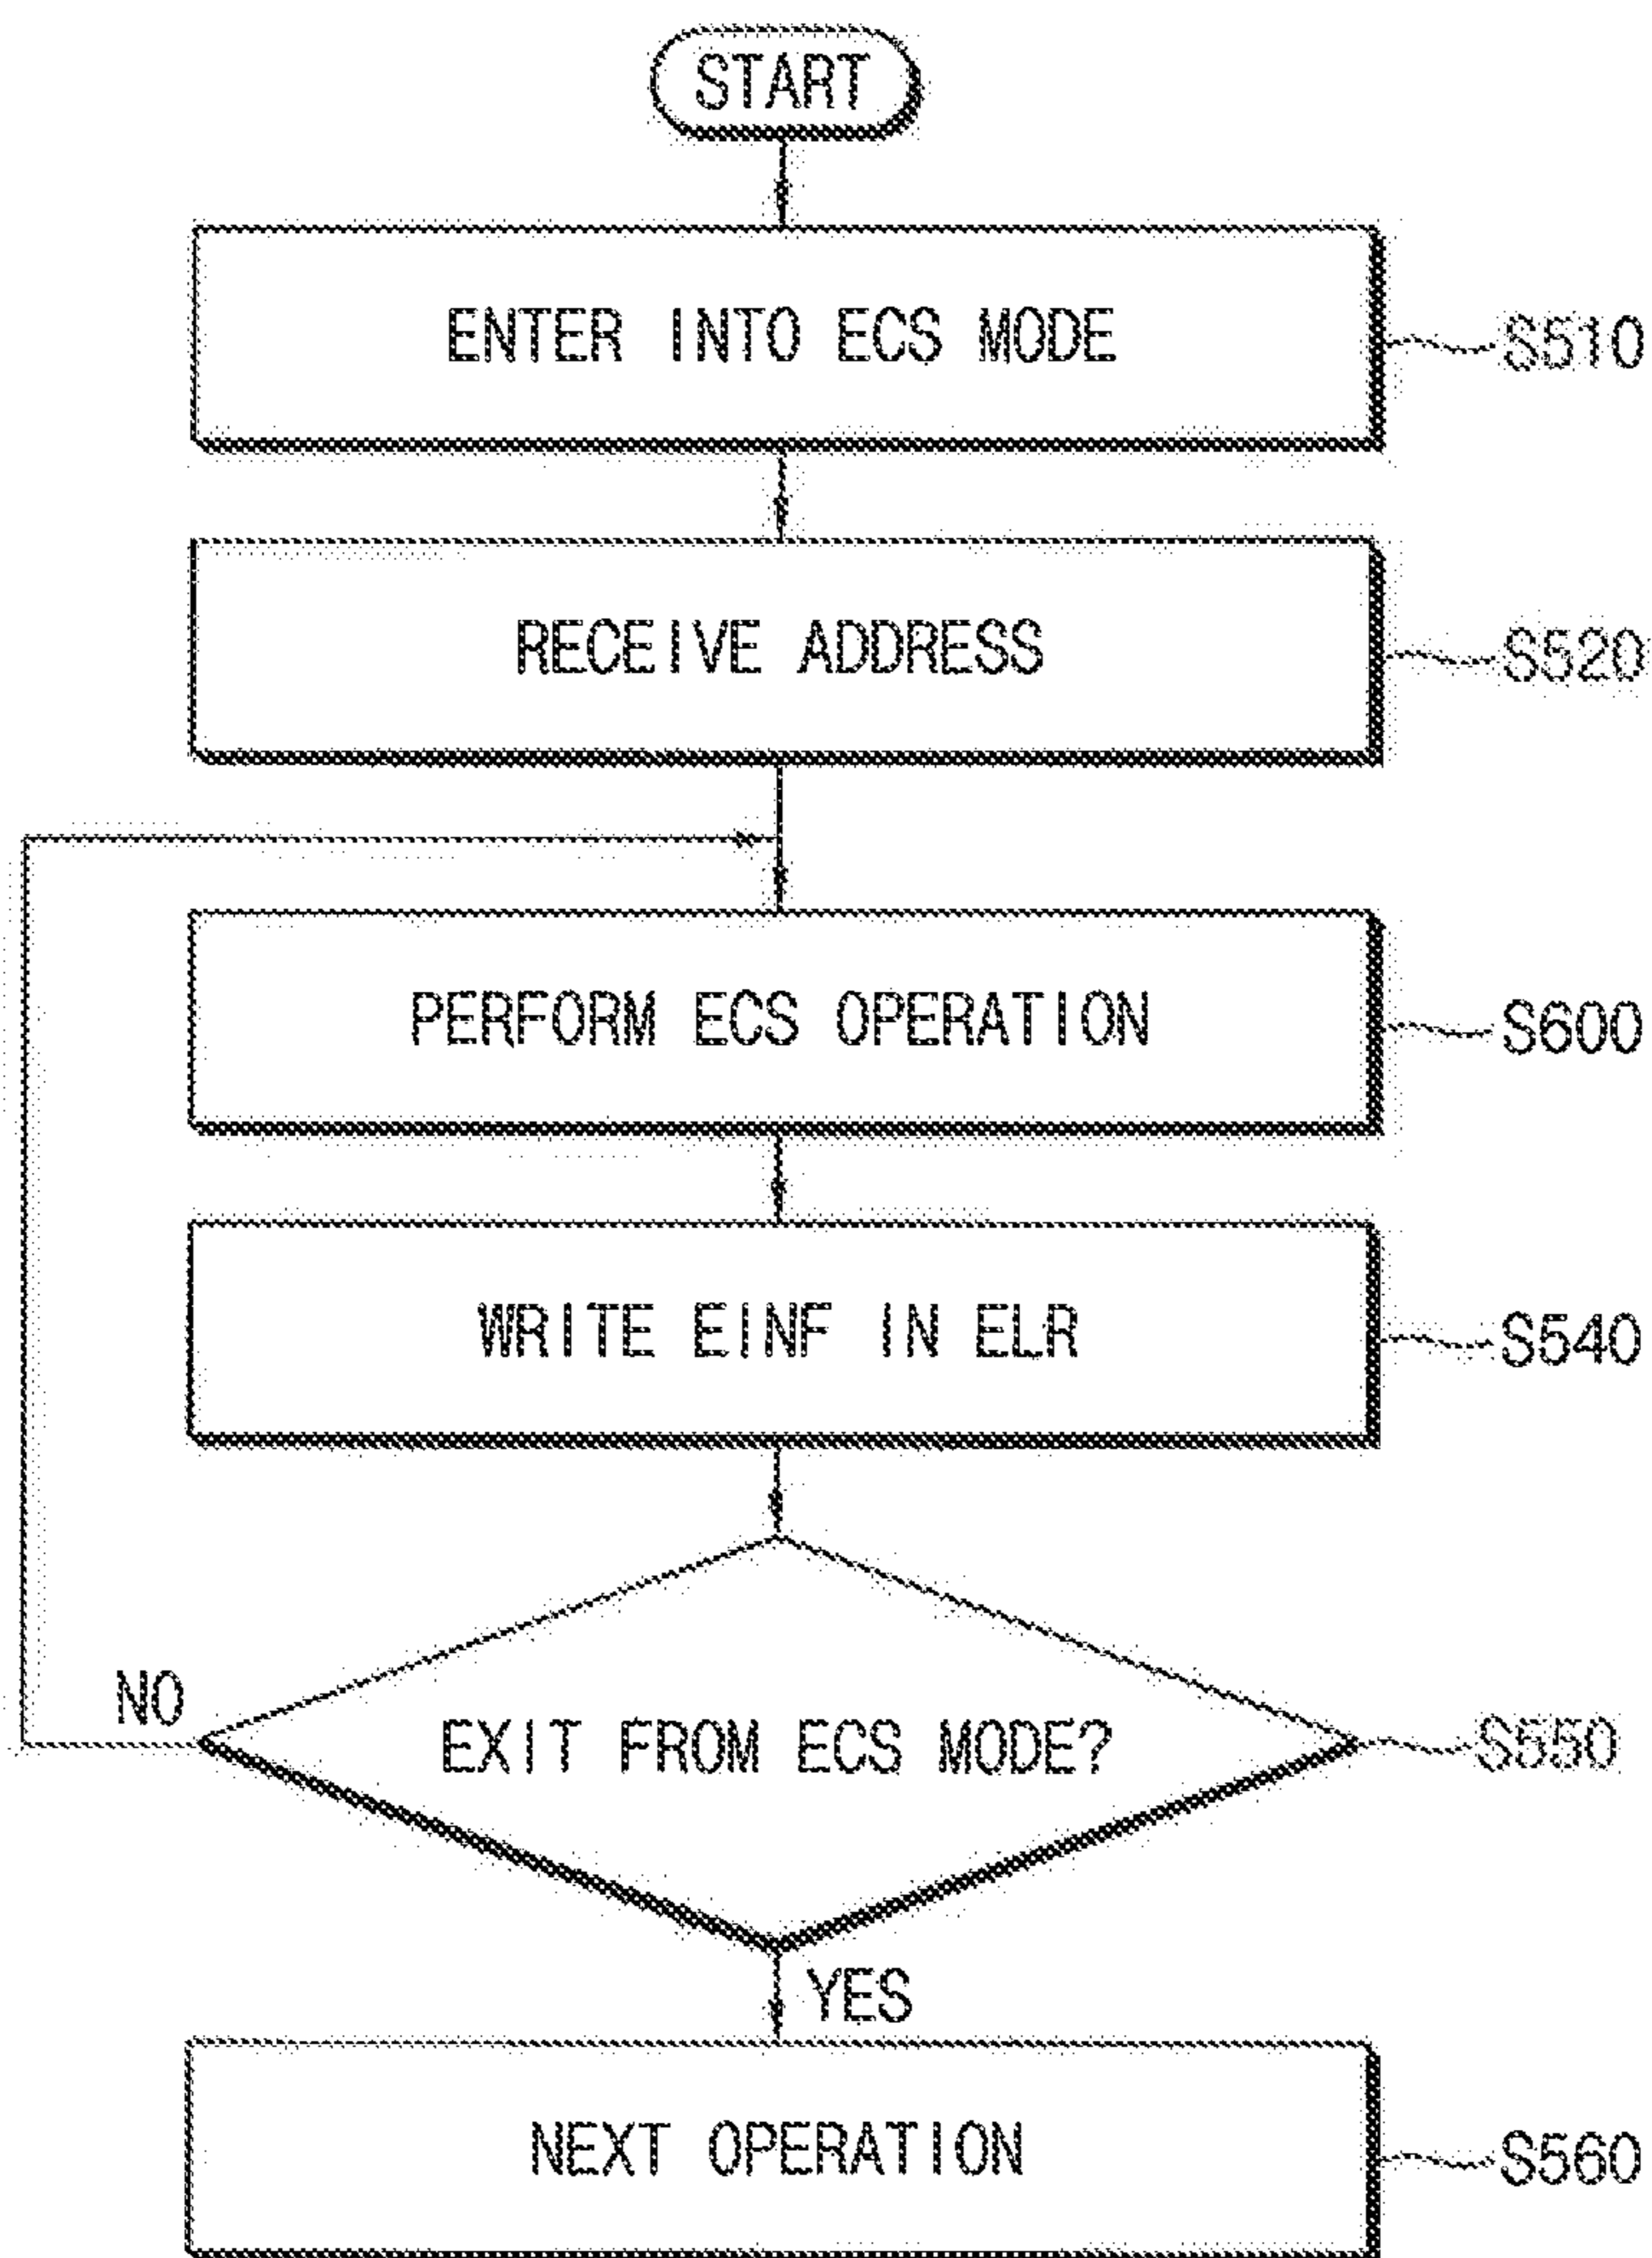 START
ENTER INTO ECS MODE
S510
RECEIVE ADDRESS
S520
PERFORM ECS OPERATION
S600
WRITE EINF IN ELR
S540
NO
EXIT FROM ECS MODE?
S550
YES
NEXT OPERATION
S560